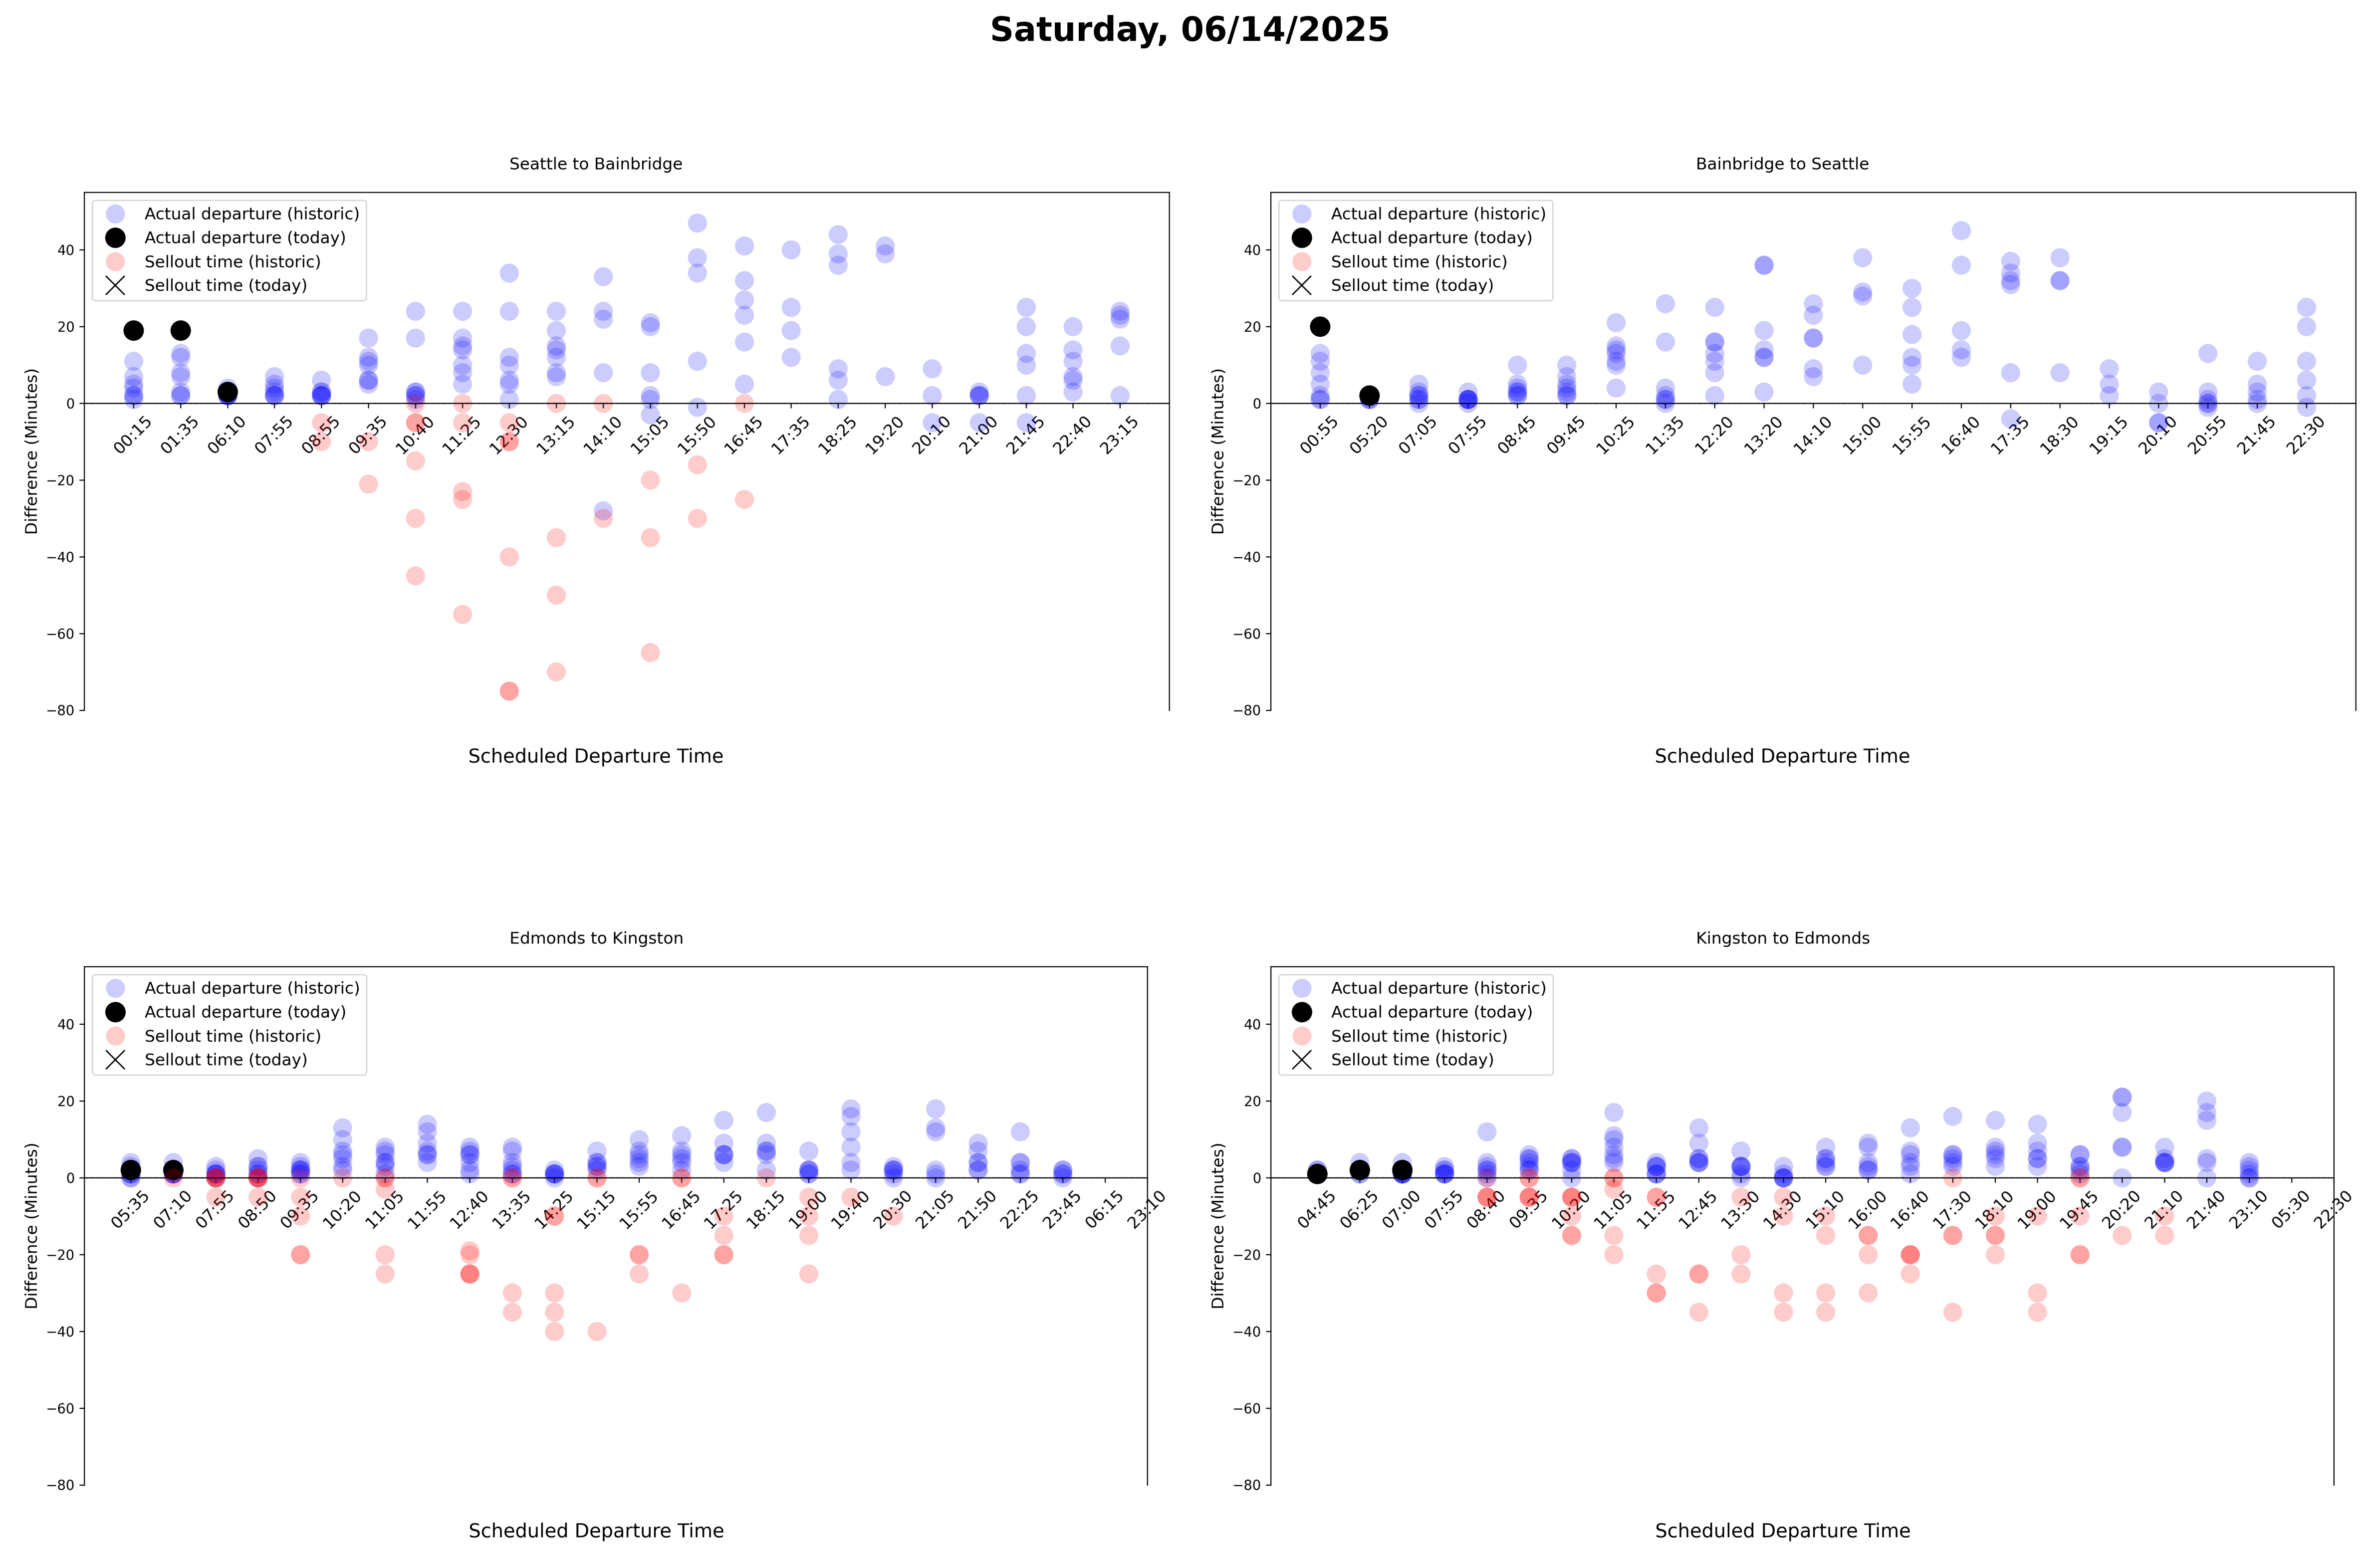 Saturday, 06/14/2025
Seattle to Bainbridge
Actual departure (historic)
Actual departure (today)
Sellout time (historic)
Sellout time (today)
Difference (Minutes)
40
20
0
−20
−40
−60
−80
00:15 01:35 06:10 07:55 08:55 09:35 10:40 11:25 12:30 13:15 14:10 15:05 15:50 16:45 17:35 18:25 19:20 20:10 21:00 21:45 22:40 23:15
Scheduled Departure Time
Bainbridge to Seattle
Actual departure (historic)
Actual departure (today)
Sellout time (historic)
Sellout time (today)
Difference (Minutes)
40
20
0
−20
−40
−60
−80
00:55 05:20 07:05 07:55 08:45 09:45 10:25 11:35 12:20 13:20 14:10 15:00 15:55 16:40 17:35 18:30 19:15 20:10 20:55 21:45 22:30
Scheduled Departure Time
Edmonds to Kingston
Actual departure (historic)
Actual departure (today)
Sellout time (historic)
Sellout time (today)
Difference (Minutes)
40
20
0
−20
−40
−60
−80
05:35 07:10 07:55 08:50 09:35 10:20 11:05 11:55 12:40 13:35 14:25 15:15 15:55 16:45 17:25 18:15 19:00 19:40 20:30 21:05 21:50 22:25 23:45 06:15 23:10
Scheduled Departure Time
Kingston to Edmonds
Actual departure (historic)
Actual departure (today)
Sellout time (historic)
Sellout time (today)
Difference (Minutes)
40
20
0
−20
−40
−60
−80
04:45 06:25 07:00 07:55 08:40 09:35 10:20 11:05 11:55 12:45 13:30 14:30 15:10 16:00 16:40 17:30 18:10 19:00 19:45 20:20 21:10 21:40 23:10 05:30 22:30
Scheduled Departure Time